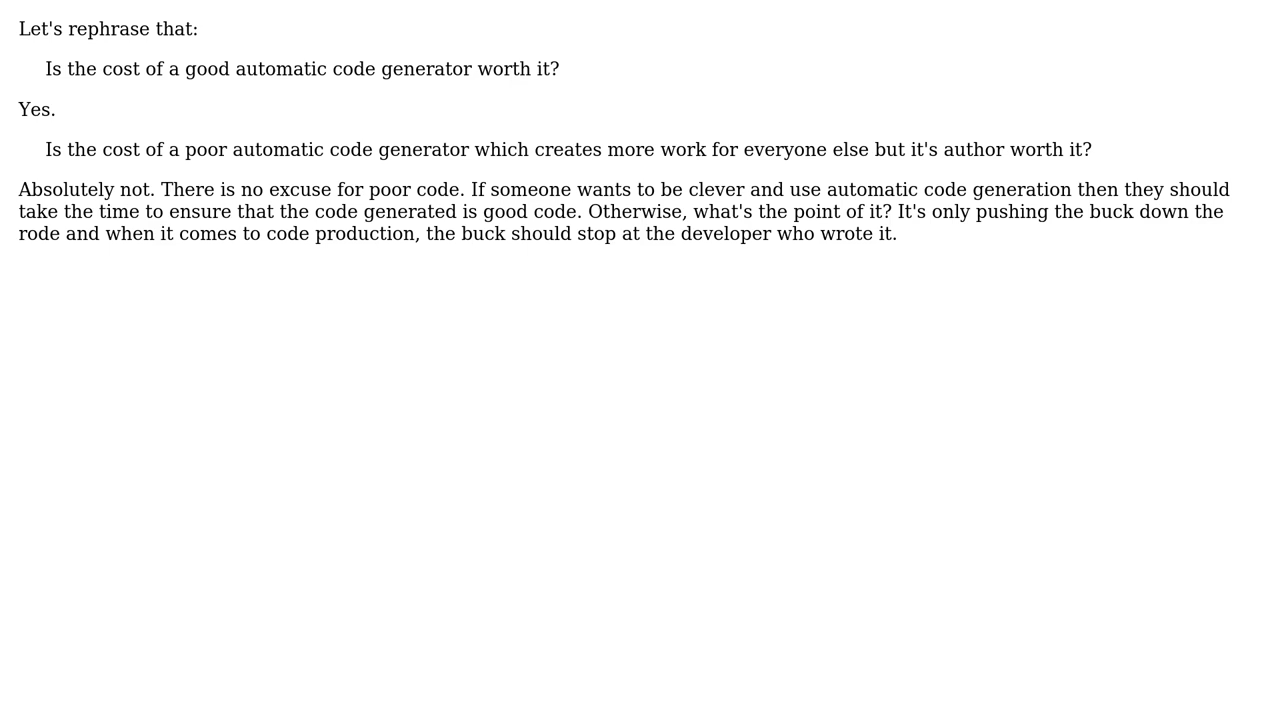 Let's rephrase that:
Is the cost of a good automatic code generator worth it?
Yes.
Is the cost of a poor automatic code generator which creates more work for everyone else but it's author worth it?
Absolutely not. There is no excuse for poor code. If someone wants to be clever and use automatic code generation then they should
take the time to ensure that the code generated is good code. Otherwise, what's the point of it? It's only pushing the buck down the
rode and when it comes to code production, the buck should stop at the developer who wrote it.